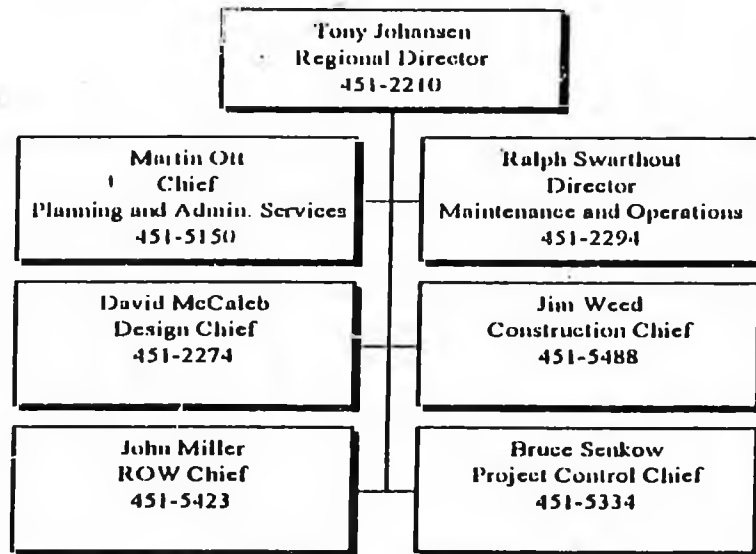 Tony Johansen
Regional Director
451-2210
Martin Ott
Chief
Planning and Admin. Services
451-5150
Ralph Swarthout
Director
Maintenance and Operations
451-2294
David McCaleb
Design Chief
451-2274
Jim Weed
Construction Chief
451-5488
John Miller
ROW Chief
451-5423
Bruce Senkow
Project Control Chief
451-5334